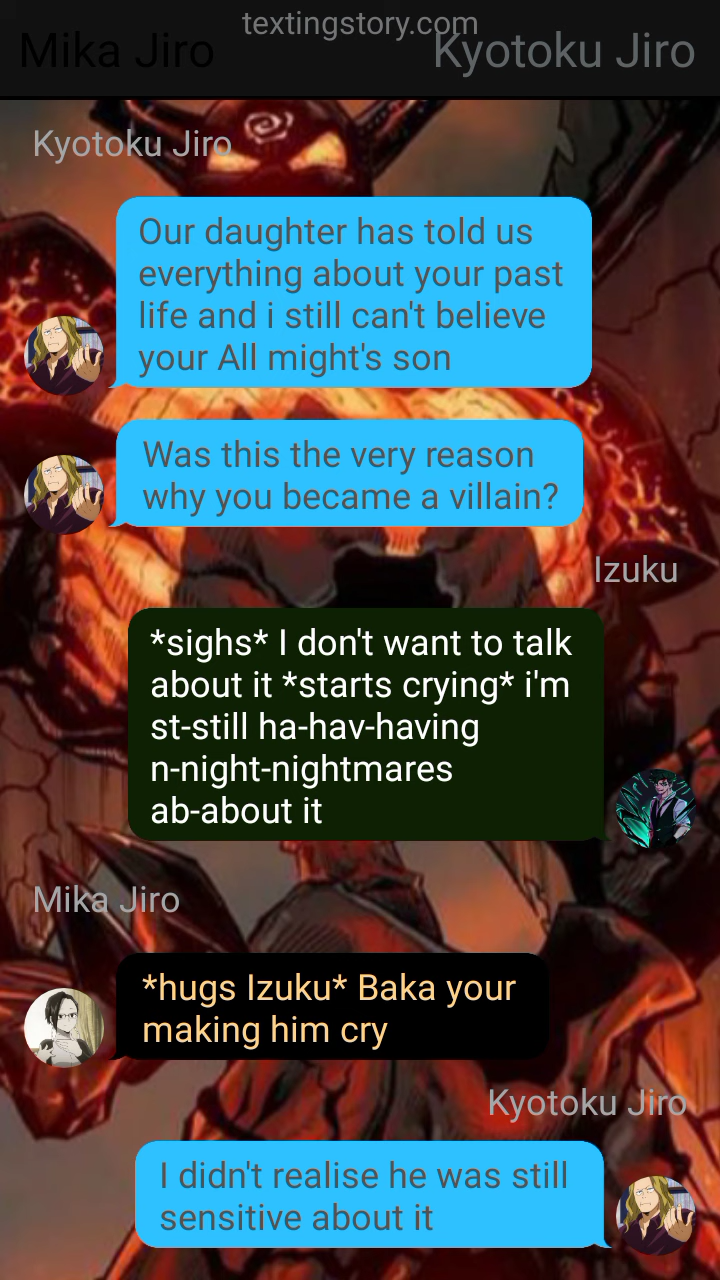 textingstory.com
Mika Jiro
Kyotoku Jiro
Kyotoku Jiro
Our daughter has told us
everything about your past
life and i still can't believe
your All might's son
Was this the very reason
why you became a villain?
Izuku
*sighs* I don't want to talk
about it *starts crying* i'm
st-still ha-hav-having
n-night-nightmares
ab-about it
Mika Jiro
*hugs Izuku* Baka your
making him cry
Kyotoku Jiro
I didn't realise he was still
sensitive about it